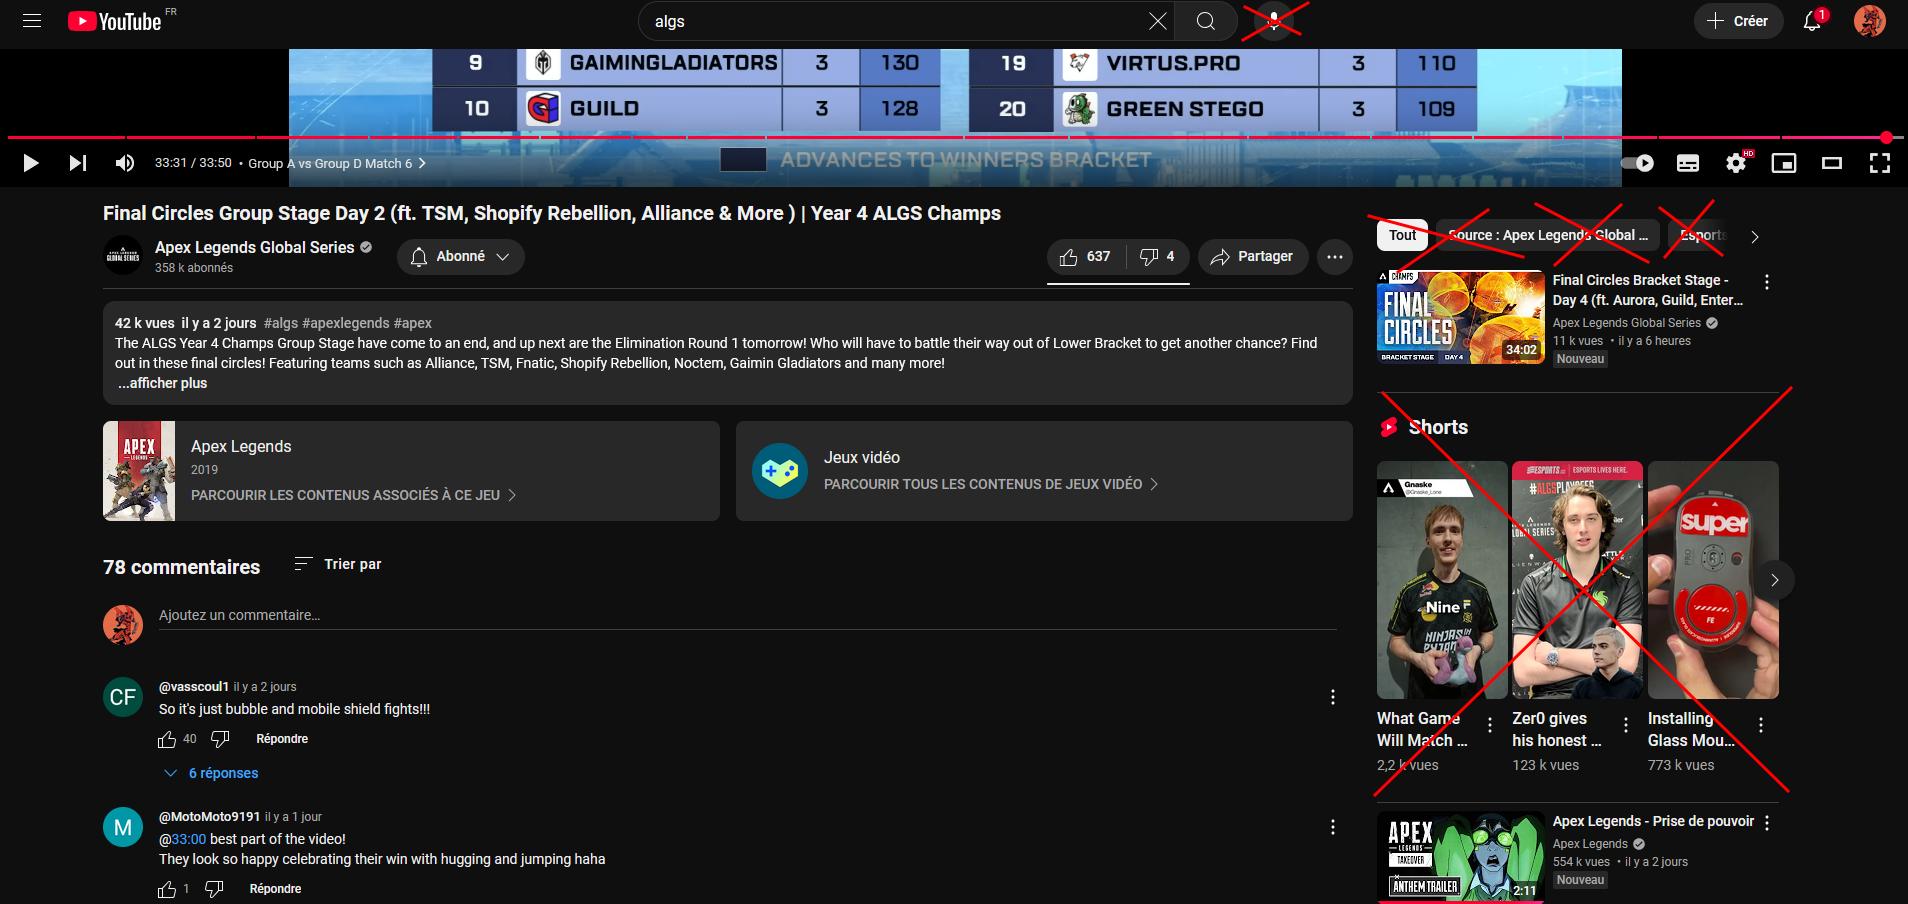 YouTube FR
algs
Créer
1
9 GAIMINGLADIATORS 3 130
10 GUILD 3 128
19 VIRTUS.PRO 3 110
20 GREEN STEGO 3 109
ADVANCES TO WINNERS BRACKET
33:31 / 33:50 • Group A vs Group D Match 6
HD
Final Circles Group Stage Day 2 (ft. TSM, Shopify Rebellion, Alliance & More ) | Year 4 ALGS Champs
Apex Legends Global Series
358 k abonnés
Abonné
637
4
Partager
42 k vues il y a 2 jours #algs #apexlegends #apex
The ALGS Year 4 Champs Group Stage have come to an end, and up next are the Elimination Round 1 tomorrow! Who will have to battle their way out of Lower Bracket to get another chance? Find
out in these final circles! Featuring teams such as Alliance, TSM, Fnatic, Shopify Rebellion, Noctem, Gaimin Gladiators and many more!
...afficher plus
APEX
LEGENDS
Apex Legends
2019
PARCOURIR LES CONTENUS ASSOCIÉS À CE JEU
Jeux vidéo
PARCOURIR TOUS LES CONTENUS DE JEUX VIDÉO
78 commentaires
Trier par
Ajoutez un commentaire...
CF
@vasscoul1 il y a 2 jours
So it's just bubble and mobile shield fights!!!
40
Répondre
6 réponses
M
@MotoMoto9191 il y a 1 jour
@33:00 best part of the video!
They look so happy celebrating their win with hugging and jumping haha
1
Répondre
Tout
Source : Apex Legends Global ...
Esports
CHAMPS
FINAL
CIRCLES
BRACKET STAGE DAY 4
34:02
Final Circles Bracket Stage -
Day 4 (ft. Aurora, Guild, Enter...
Apex Legends Global Series
11 k vues • il y a 6 heures
Nouveau
Shorts
Gnaske
@Gnaske_Lone
Nine
NINJAS IN
PYJAMAS
ESPORTS
ESPORTS LIVES HERE.
#ALGSPLAYOFFS
super
PRO
FE
What Game
Will Match ...
2,2 k vues
Zer0 gives
his honest ...
123 k vues
Installing
Glass Mou...
773 k vues
APEX
LEGENDS
TAKEOVER
ANTHEM TRAILER
2:11
Apex Legends - Prise de pouvoir
Apex Legends
554 k vues • il y a 2 jours
Nouveau